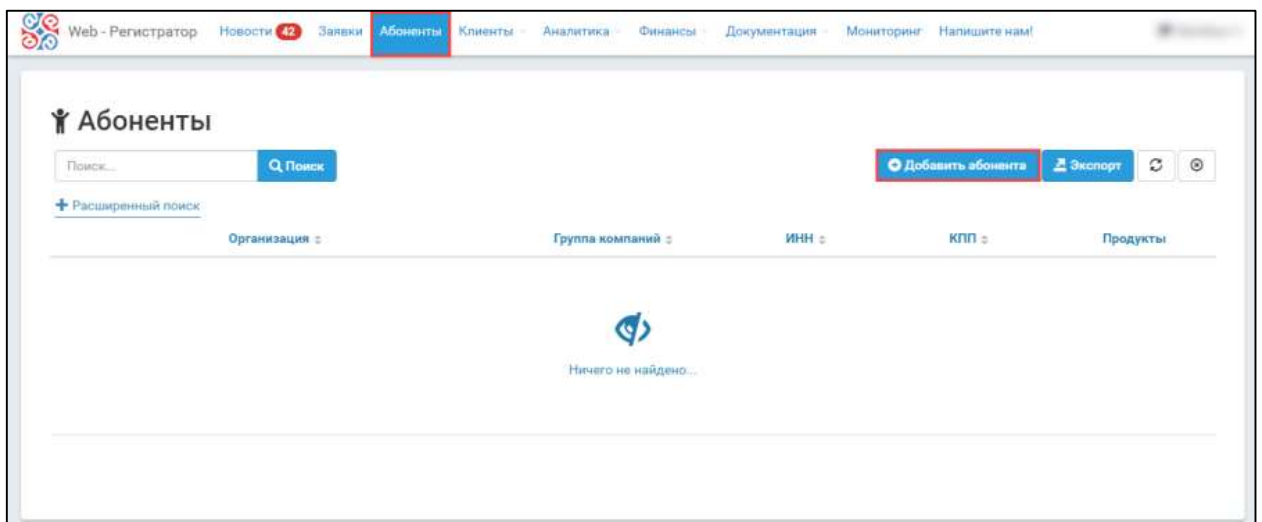 Web - Регистратор Новости 42 Заявки Абоненты Клиенты Аналитика Финансы Документация Мониторинг Напишите нам!
Абоненты
Поиск... Поиск Добавить абонента Экспорт
Расширенный поиск
Организация Группа компаний ИНН КПП Продукты
Ничего не найдено...